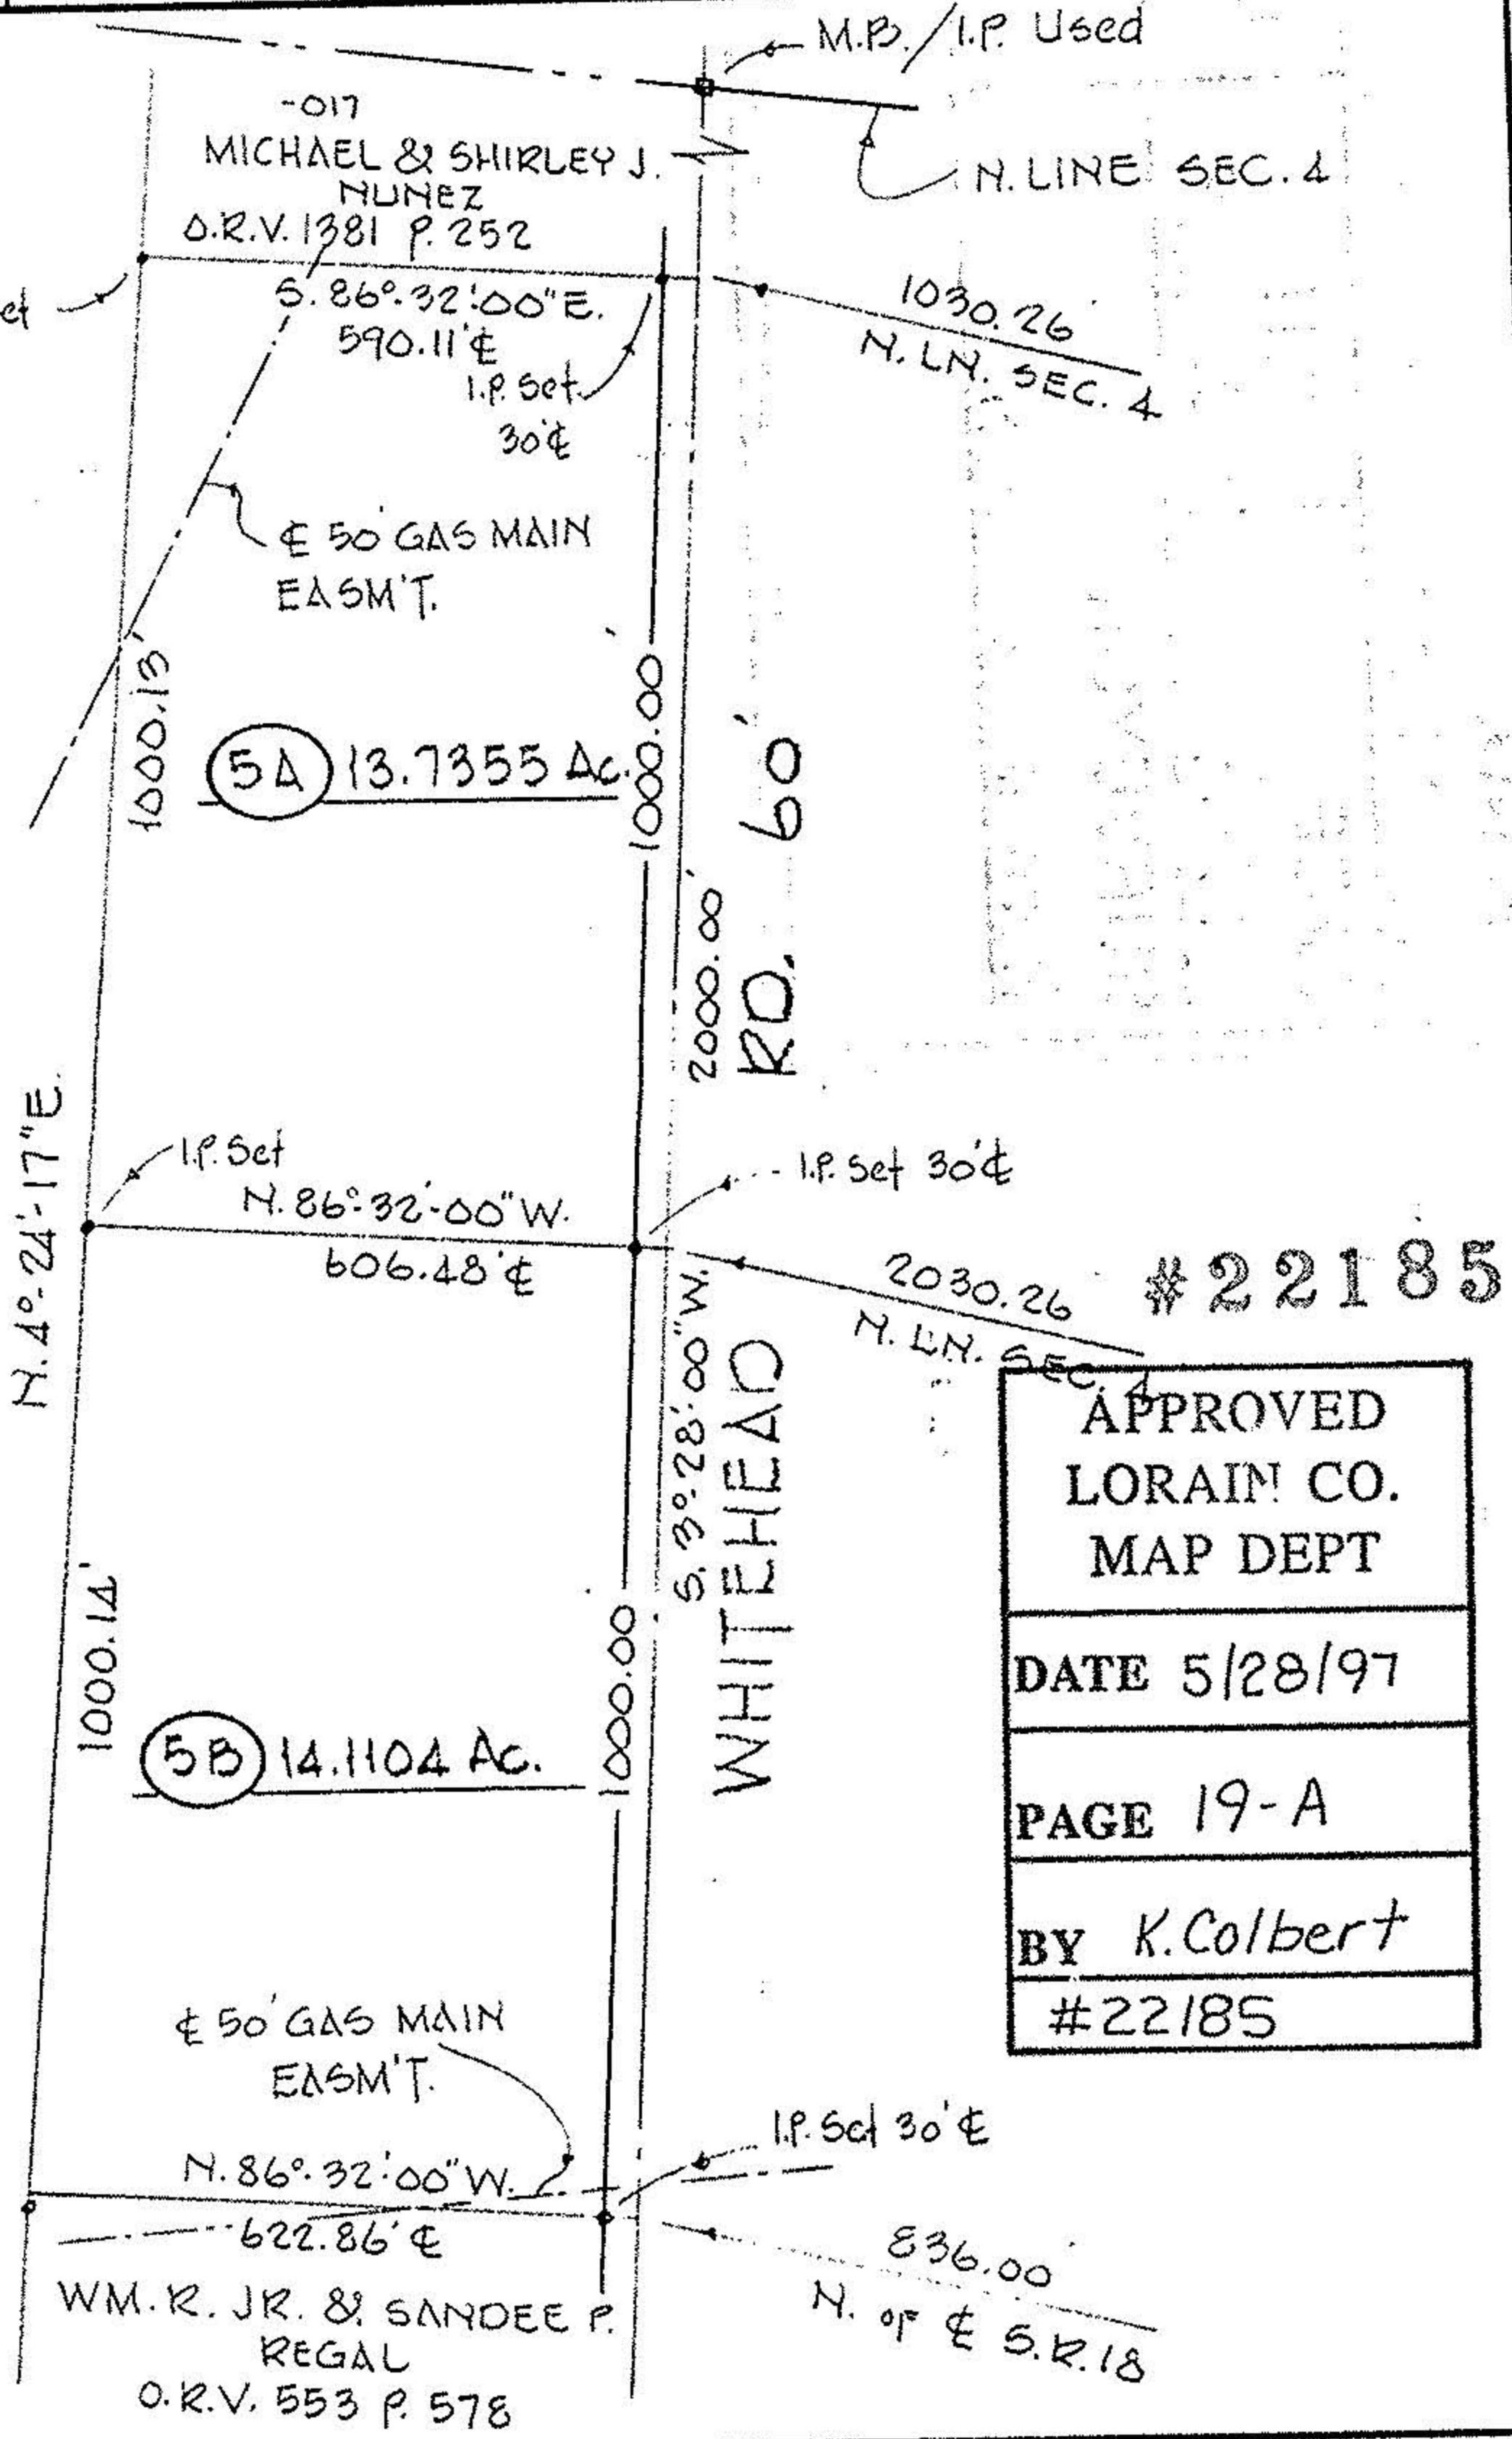 M.B./I.P. Used
-017
MICHAEL & SHIRLEY J.
NUNEZ
O.R.V. 1381 P. 252
N. LINE SEC. 4
et
S. 86°-32'-00" E.
590.11' ℄
I.P. Set
30' ℄
1030.26
N. LN. SEC. 4
℄ 50' GAS MAIN
EASM'T.
1000.13'
5A 13.7355 Ac.
1000.00'
2000.00'
RD. 60'
N. 4°-24'-17" E.
I.P. Set
N. 86°-32'-00" W.
606.48' ℄
I.P. Set 30' ℄
2030.26
N. LN. SEC. 4
#22185
S. 3°-28'-00" W.
WHITEHEAD
APPROVED
LORAIN CO.
MAP DEPT
DATE 5/28/97
PAGE 19-A
BY K. Colbert
#22185
1000.14'
5B 14.1104 Ac.
1000.00'
℄ 50' GAS MAIN
EASM'T.
I.P. Set 30' ℄
N. 86°-32'-00" W.
622.86' ℄
836.00'
N. OF ℄ S.R. 18
WM. R. JR. & SANDEE P.
REGAL
O.R.V. 553 P. 578